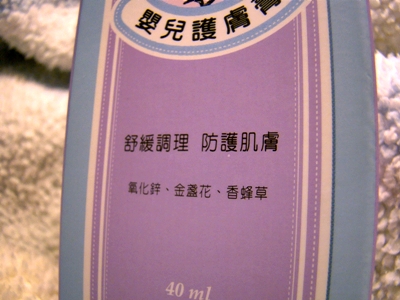 嬰兒護膚膏
舒緩調理 防護肌膚
氧化鋅、金盞花、香蜂草
40 ml